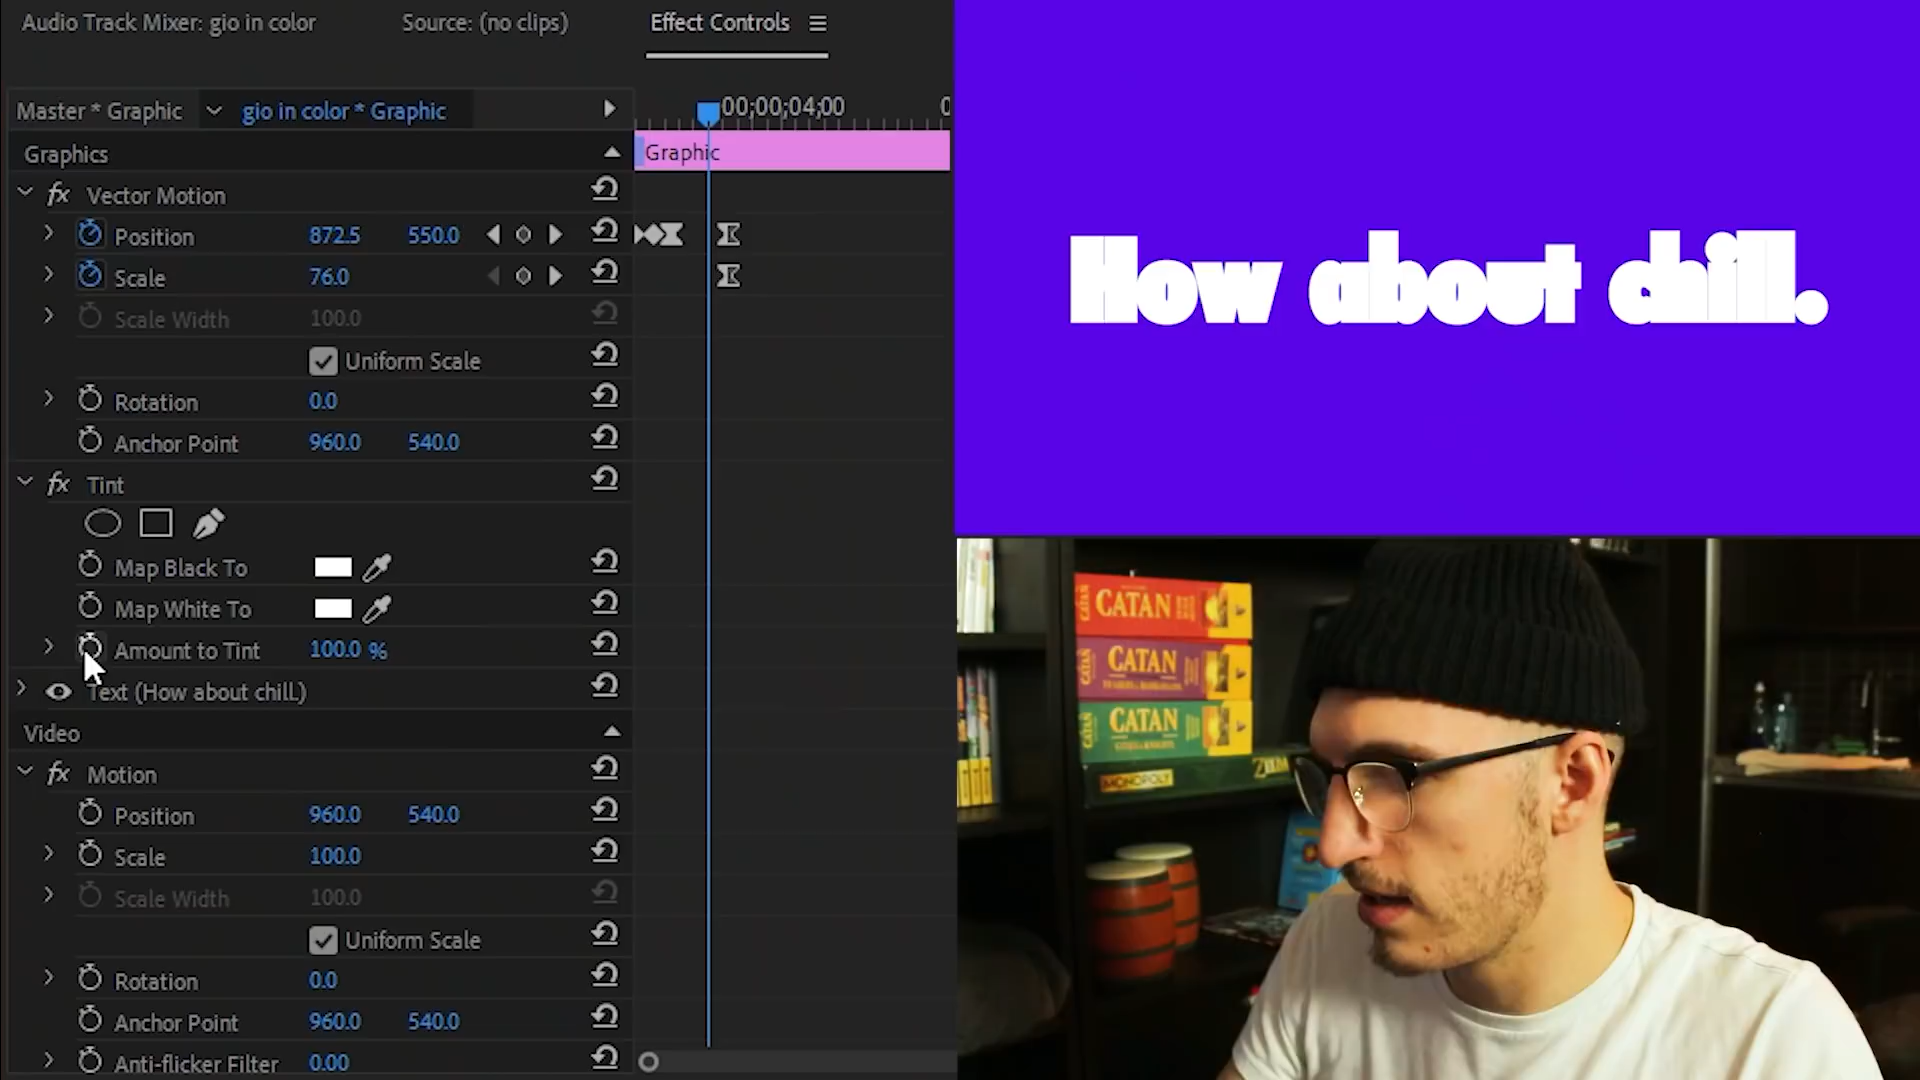 Audio Track Mixer: gio in color Source: (no clips) Effect Controls
Master * Graphic gio in color * Graphic 00;00;04;00 0
Graphics Graphic
fx Vector Motion
Position 872.5 550.0
Scale 76.0
Scale Width 100.0
Uniform Scale
Rotation 0.0
Anchor Point 960.0 540.0
fx Tint
Map Black To
Map White To
Amount to Tint 100.0 %
Text (How about chill.)
Video
fx Motion
Position 960.0 540.0
Scale 100.0
Scale Width 100.0
Uniform Scale
Rotation 0.0
Anchor Point 960.0 540.0
Anti-flicker Filter 0.00
How about chill.
CATAN
CATAN
CATAN
MONOPOLY
ZELDA